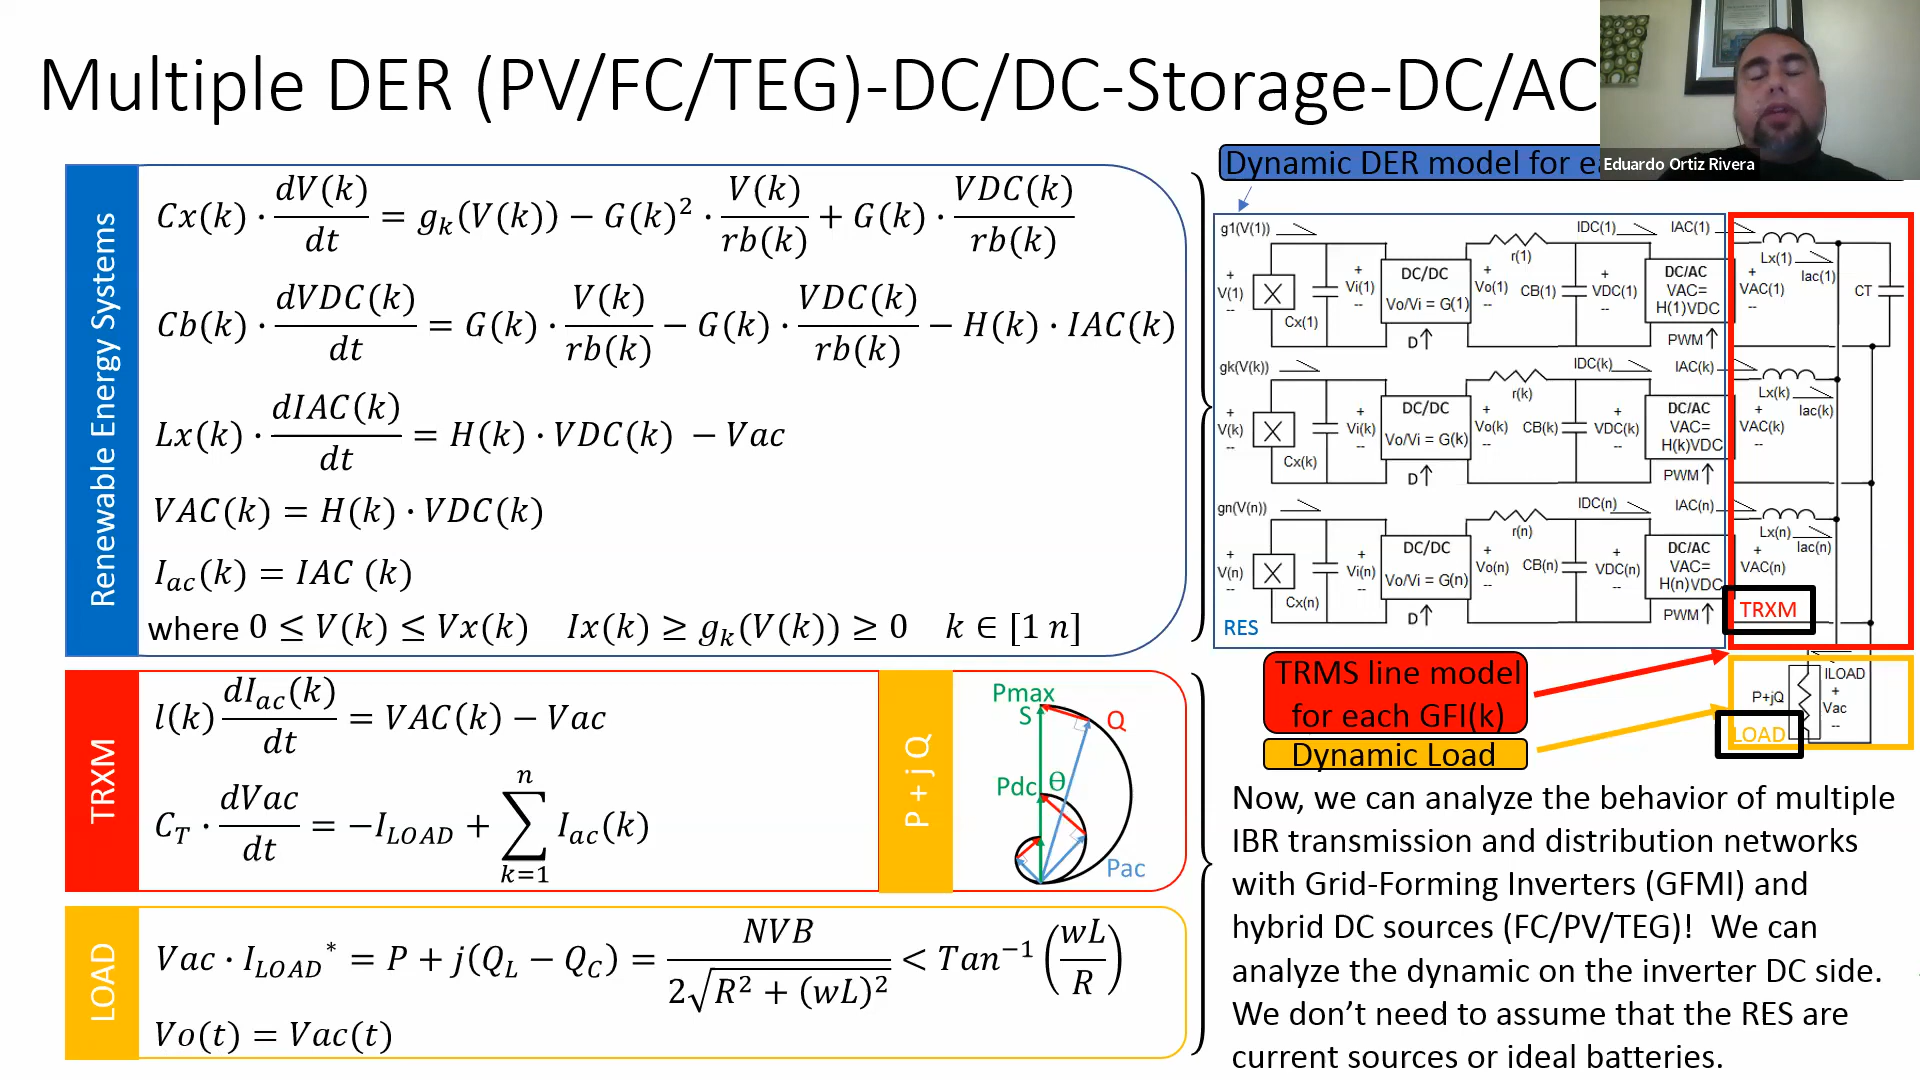 Multiple DER (PV/FC/TEG)-DC/DC-Storage-DC/AC
Eduardo Ortiz Rivera
Renewable Energy Systems
Cx(k) · dV(k)/dt = g_k(V(k)) − G(k)² · V(k)/rb(k) + G(k) · VDC(k)/rb(k)
Cb(k) · dVDC(k)/dt = G(k) · V(k)/rb(k) − G(k) · VDC(k)/rb(k) − H(k) · IAC(k)
Lx(k) · dIAC(k)/dt = H(k) · VDC(k) − Vac
VAC(k) = H(k) · VDC(k)
I_ac(k) = IAC (k)
where 0 ≤ V(k) ≤ Vx(k) Ix(k) ≥ g_k(V(k)) ≥ 0 k ∈ [1 n]
TRXM
l(k) dI_ac(k)/dt = VAC(k) − Vac
C_T · dVac/dt = −I_LOAD + ∑_{k=1}^{n} I_ac(k)
P + j Q
Pmax
S
Q
Pdc
θ
Pac
LOAD
Vac · I_LOAD* = P + j(Q_L − Q_C) = NVB/2√(R² + (wL)²) < Tan⁻¹(wL/R)
Vo(t) = Vac(t)
Dynamic DER model for
g1(V(1))
IDC(1)
IAC(1)
+
V(1)
--
X
Cx(1)
+
Vi(1)
--
DC/DC
Vo/Vi = G(1)
D↑
r(1)
+
Vo(1)
--
CB(1)
+
VDC(1)
--
DC/AC
VAC=
H(1)VDC
PWM↑
+
VAC(1)
--
Lx(1)
Iac(1)
CT
gk(V(k))
IDC(k)
IAC(k)
+
V(k)
--
X
Cx(k)
+
Vi(k)
--
DC/DC
Vo/Vi = G(k)
D↑
r(k)
+
Vo(k)
--
CB(k)
+
VDC(k)
--
DC/AC
VAC=
H(k)VDC
PWM↑
+
VAC(k)
--
Lx(k)
Iac(k)
gn(V(n))
IDC(n)
IAC(n)
+
V(n)
--
X
Cx(n)
+
Vi(n)
--
DC/DC
Vo/Vi = G(n)
D↑
r(n)
+
Vo(n)
--
CB(n)
+
VDC(n)
--
DC/AC
VAC=
H(n)VDC
PWM↑
+
VAC(n)
Lx(n)
Iac(n)
RES
TRXM
TRMS line model
for each GFI(k)
Dynamic Load
P+jQ
ILOAD
+
Vac
--
LOAD
Now, we can analyze the behavior of multiple
IBR transmission and distribution networks
with Grid-Forming Inverters (GFMI) and
hybrid DC sources (FC/PV/TEG)! We can
analyze the dynamic on the inverter DC side.
We don’t need to assume that the RES are
current sources or ideal batteries.